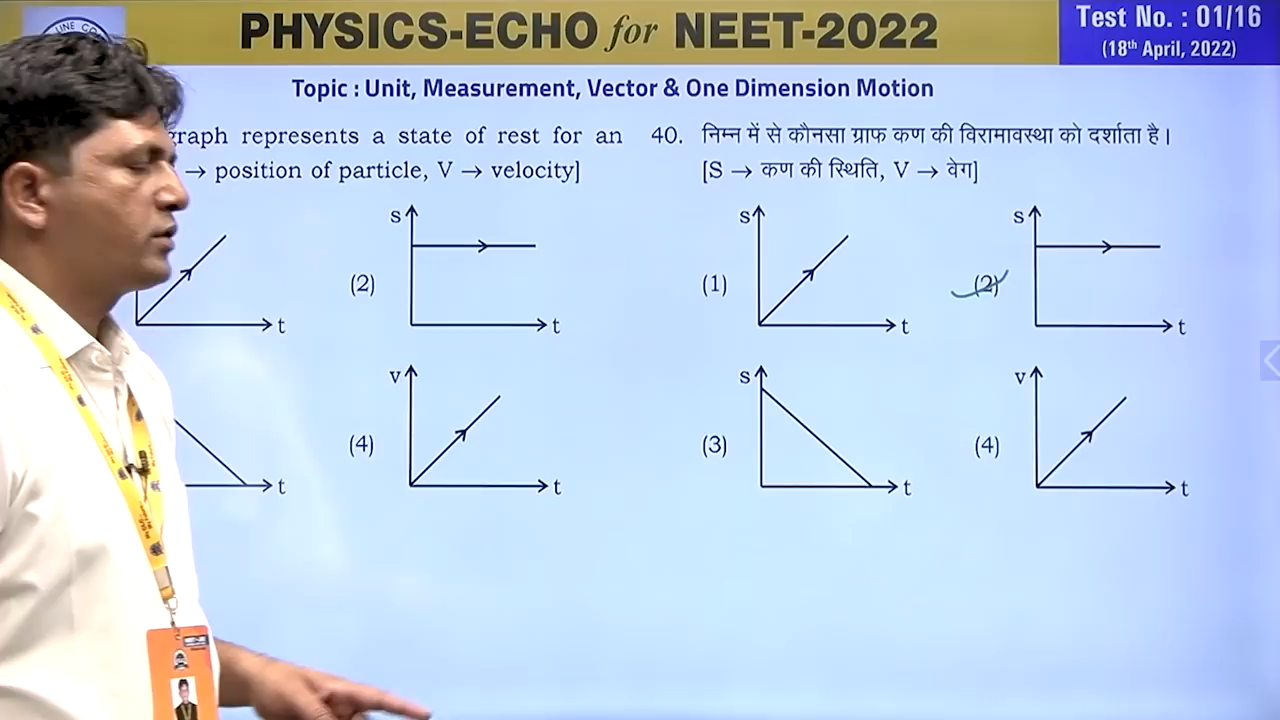 LINE CO
PHYSICS-ECHO for NEET-2022
Test No. : 01/16
(18th April, 2022)
Topic : Unit, Measurement, Vector & One Dimension Motion
graph represents a state of rest for an
→ position of particle, V → velocity]
40. निम्न में से कौनसा ग्राफ कण की विरामावस्था को दर्शाता है।
[S → कण की स्थिति, V → वेग]
t
(2)
s
t
(1)
s
t
(2)
s
t
t
(4)
v
t
(3)
s
t
(4)
v
t